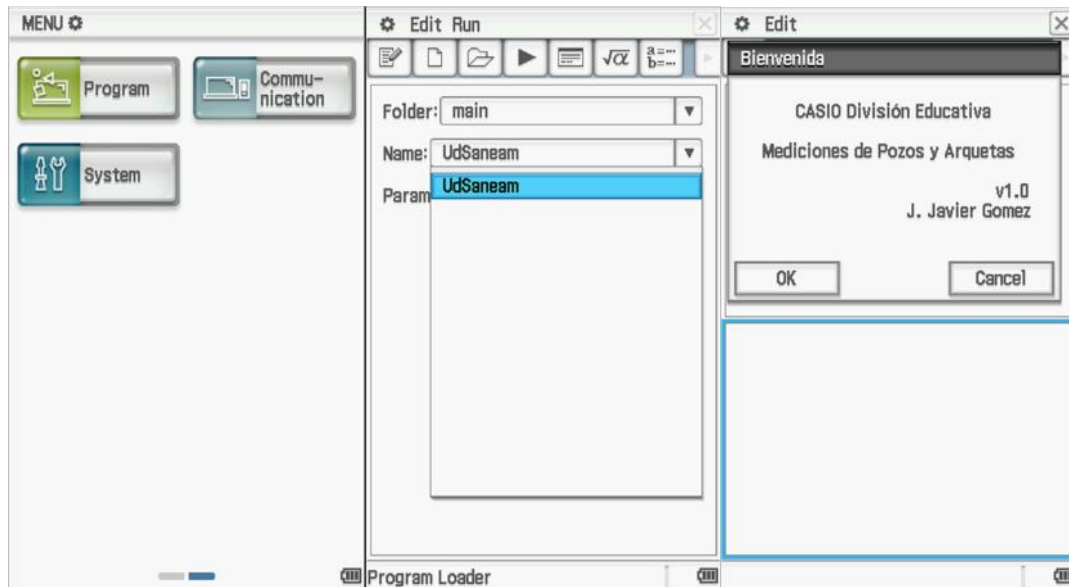 MENU
Program
Commu-
nication
System
Edit Run
a=...
b=...
√α
Folder: main
Name: UdSaneam
UdSaneam
Param
Program Loader
Edit
Bienvenida
CASIO División Educativa
Mediciones de Pozos y Arquetas
v1.0
J. Javier Gomez
OK Cancel